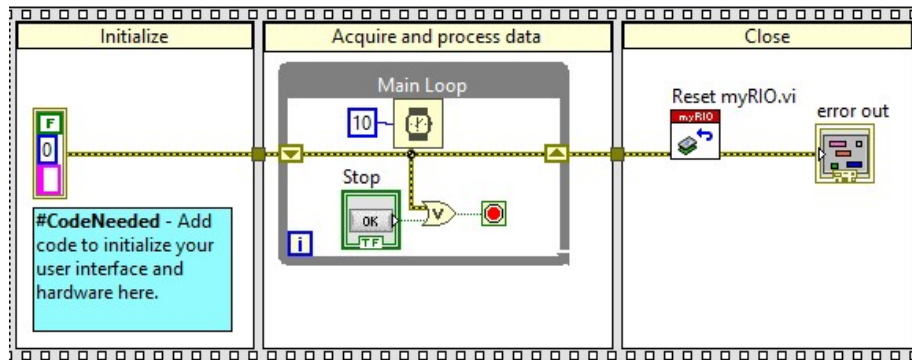 Initialize
Acquire and process data
Close
Main Loop
10
Reset myRIO.vi
myRIO
error out
F
0
Stop
OK
TF
V
i
#CodeNeeded - Add
code to initialize your
user interface and
hardware here.